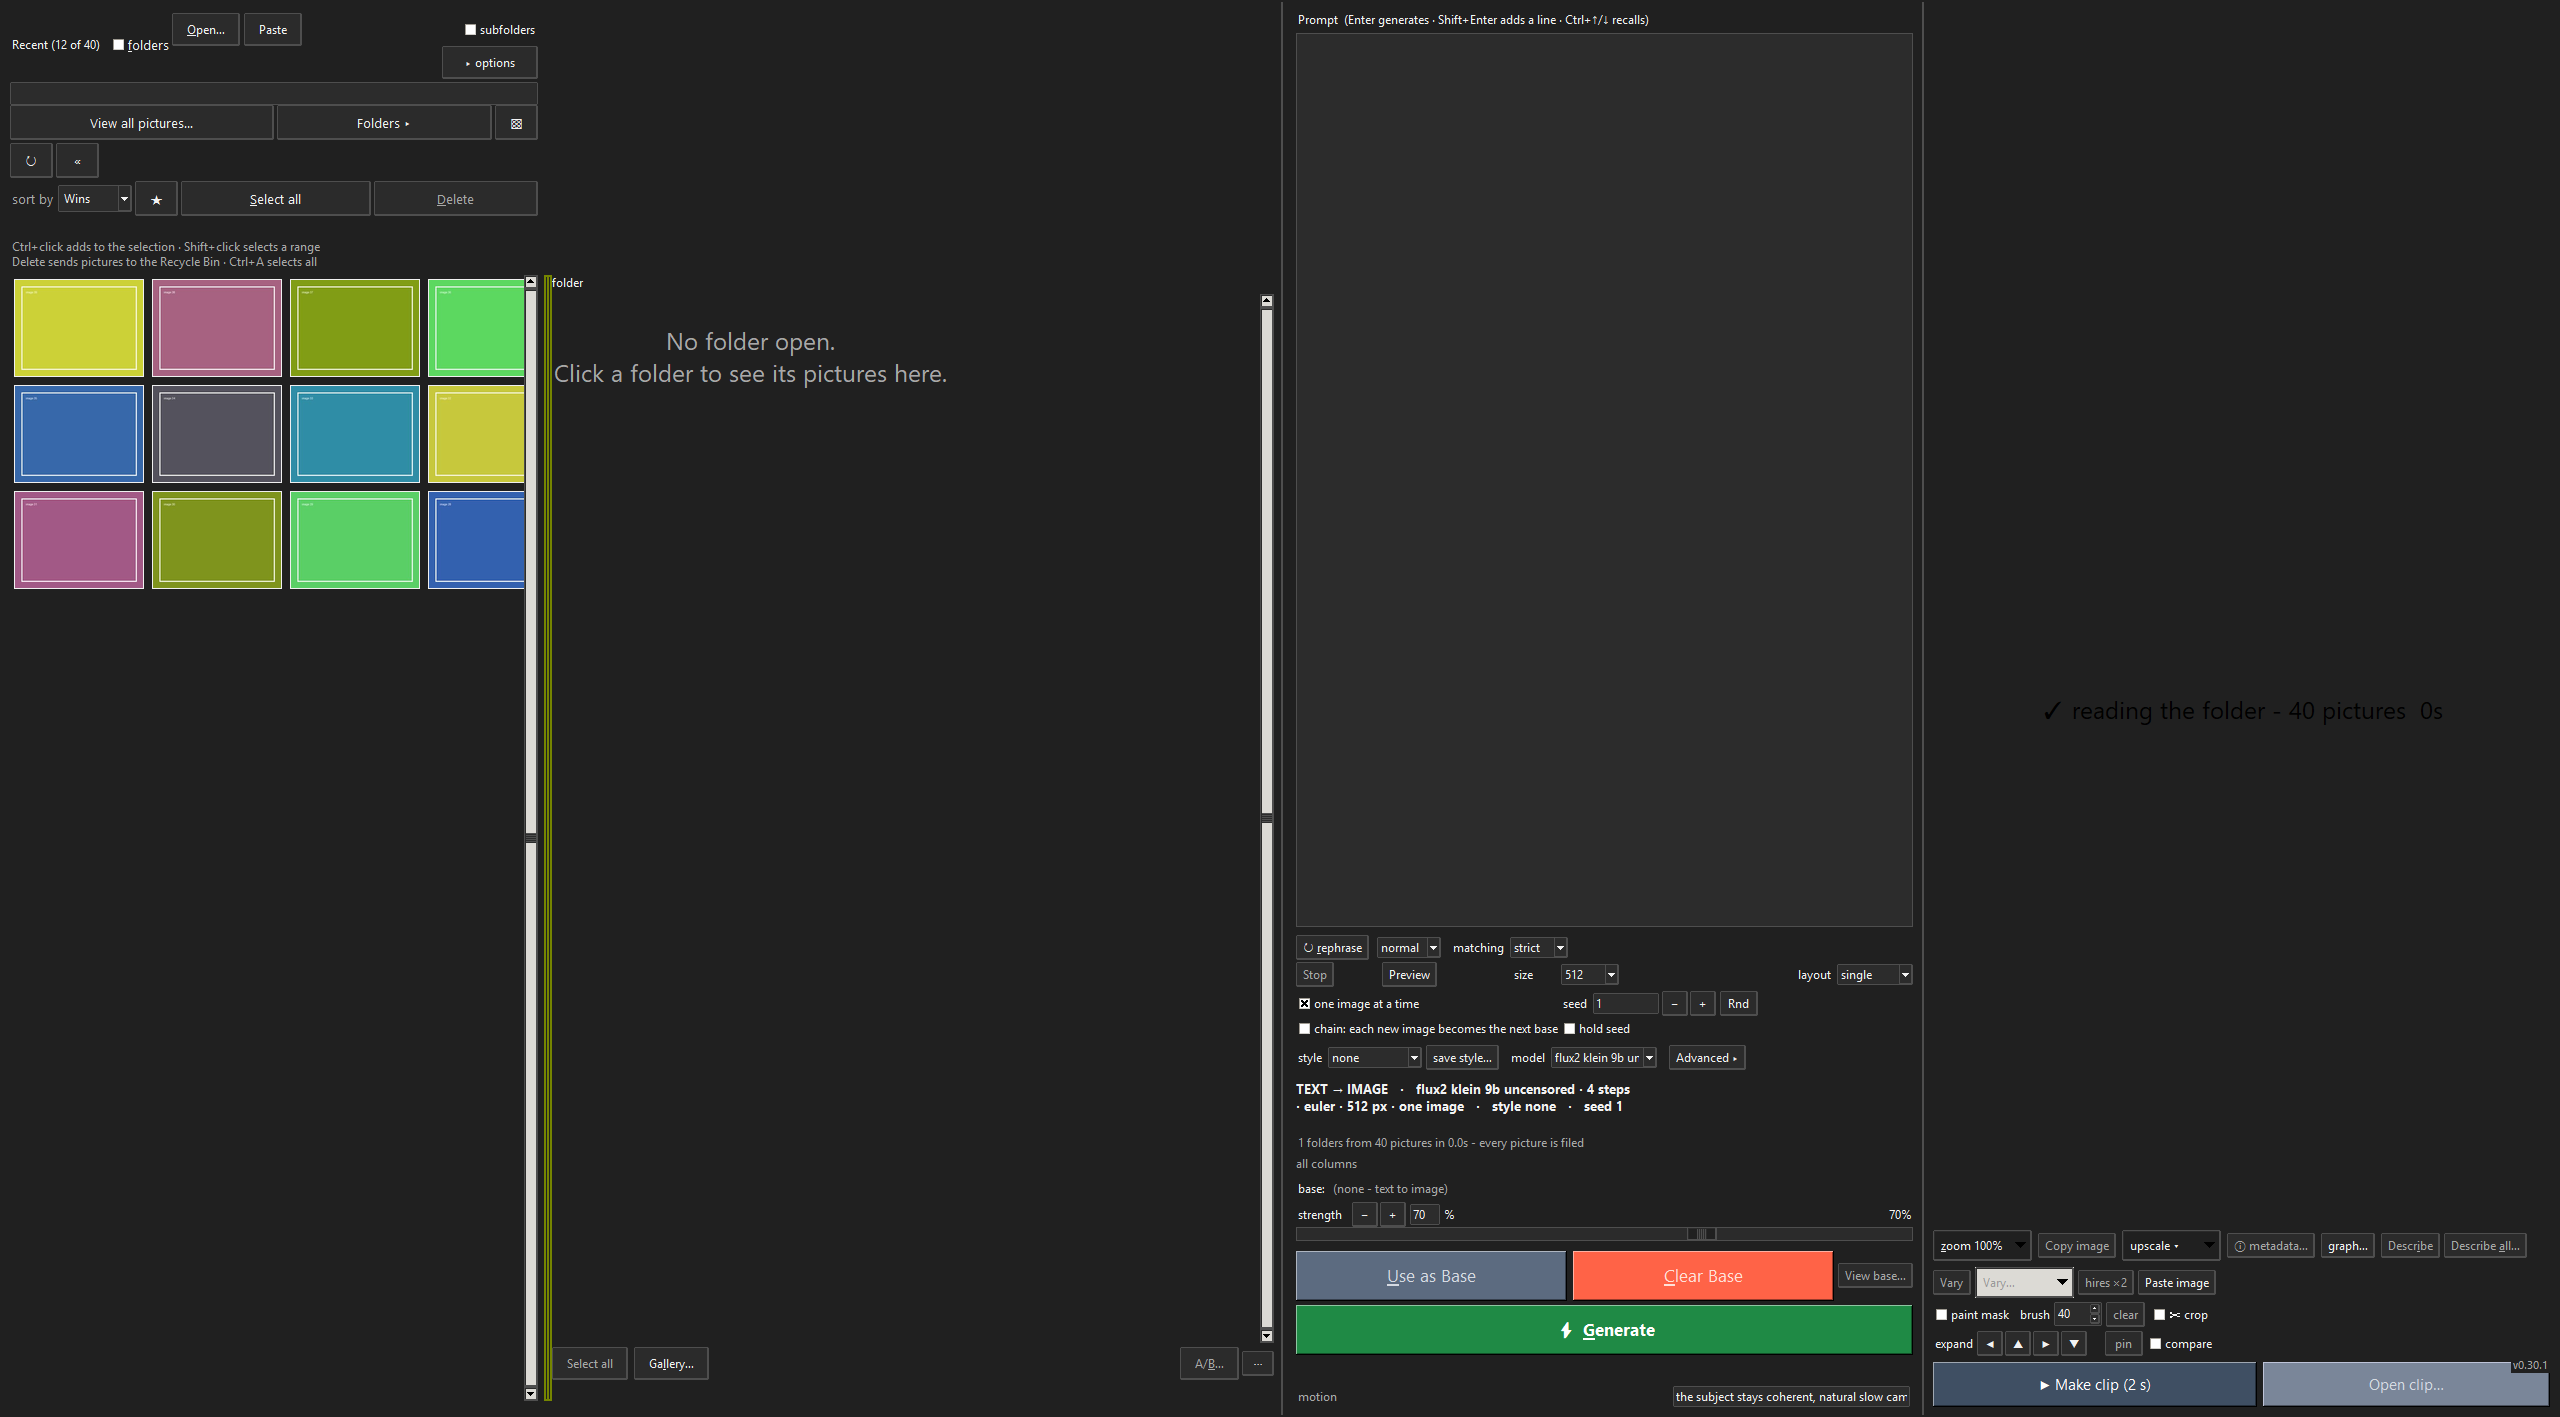 Recent (12 of 40) folders Open... Paste subfolders
▸ options
View all pictures... Folders ▸
↻ «
sort by Wins ★ Select all Delete
Ctrl+click adds to the selection · Shift+click selects a range
Delete sends pictures to the Recycle Bin · Ctrl+A selects all
folder
No folder open.
Click a folder to see its pictures here.
Select all Gallery... A/B... ...
Prompt (Enter generates · Shift+Enter adds a line · Ctrl+↑/↓ recalls)
↻ rephrase normal matching strict
Stop Preview size 512 layout single
one image at a time seed 1 − + Rnd
chain: each new image becomes the next base hold seed
style none save style... model flux2 klein 9b ur Advanced ▸
TEXT → IMAGE · flux2 klein 9b uncensored · 4 steps
· euler · 512 px · one image · style none · seed 1
1 folders from 40 pictures in 0.0s - every picture is filed
all columns
base: (none - text to image)
strength − + 70 % 70%
Use as Base Clear Base View base...
Generate
motion the subject stays coherent, natural slow cam
✓ reading the folder - 40 pictures 0s
zoom 100% Copy image upscale ▾ ⓘ metadata... graph... Describe Describe all...
Vary Vary... hires ×2 Paste image
paint mask brush 40 clear ✂ crop
expand ◄ ▲ ► ▼ pin compare
v0.30.1
► Make clip (2 s) Open clip...